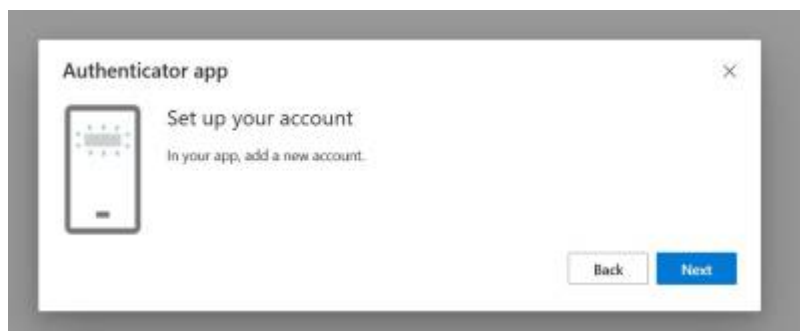 Authenticator app
Set up your account
In your app, add a new account.
Back
Next